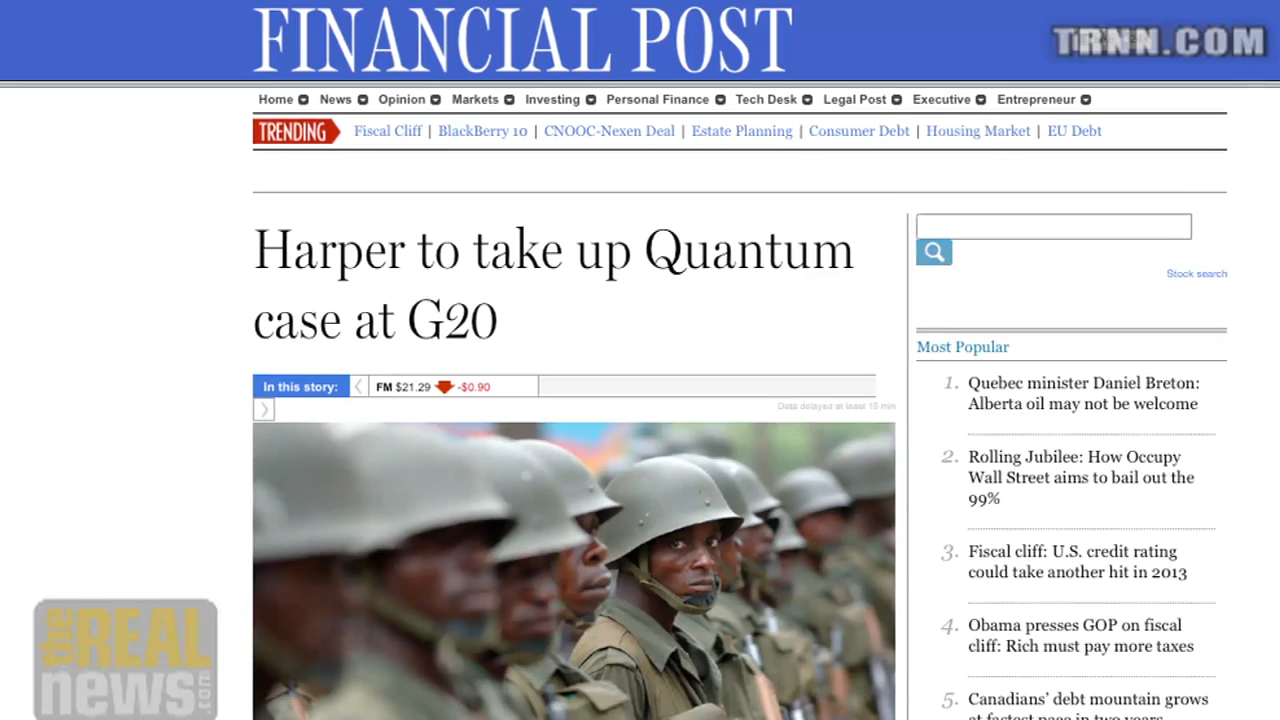 FINANCIAL POST
TRNN.COM
Home News Opinion Markets Investing Personal Finance Tech Desk Legal Post Executive Entrepreneur
TRENDING Fiscal Cliff | BlackBerry 10 | CNOOC-Nexen Deal | Estate Planning | Consumer Debt | Housing Market | EU Debt
Harper to take up Quantum
case at G20
In this story: FM $21.29 -$0.90
Data delayed at least 15 min
Stock search
Most Popular
1. Quebec minister Daniel Breton:
Alberta oil may not be welcome
2. Rolling Jubilee: How Occupy
Wall Street aims to bail out the
99%
3. Fiscal cliff: U.S. credit rating
could take another hit in 2013
4. Obama presses GOP on fiscal
cliff: Rich must pay more taxes
5. Canadians' debt mountain grows
at fastest pace in two years
the REAL
news.com